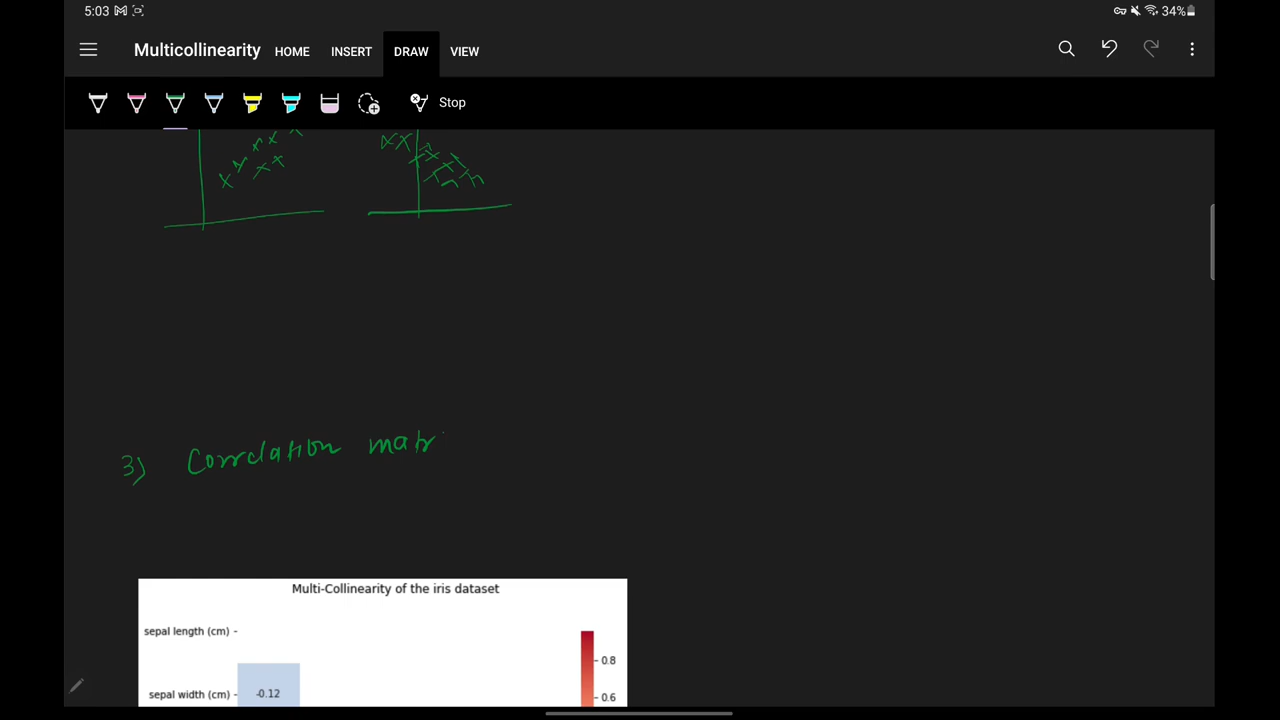 5:03 34%
Multicollinearity HOME INSERT DRAW VIEW
Stop
3) Correlation matr
Multi-Collinearity of the iris dataset
sepal length (cm)
0.8
sepal width (cm) -0.12
0.6